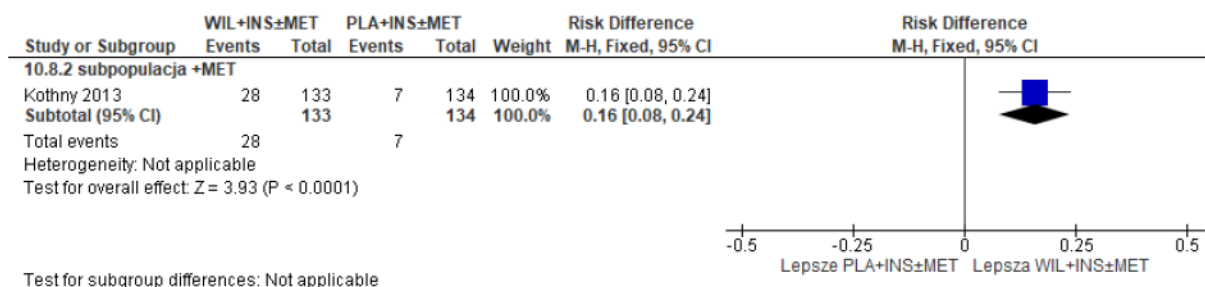 WIL+INS±MET PLA+INS±MET Risk Difference Risk Difference
Study or Subgroup Events Total Events Total Weight M-H, Fixed, 95% CI M-H, Fixed, 95% CI
10.8.2 subpopulacja +MET
Kothny 2013 28 133 7 134 100.0% 0.16 [0.08, 0.24]
Subtotal (95% CI) 133 134 100.0% 0.16 [0.08, 0.24]
Total events 28 7
Heterogeneity: Not applicable
Test for overall effect: Z = 3.93 (P < 0.0001)
-0.5 -0.25 0 0.25 0.5
Lepsze PLA+INS±MET Lepsza WIL+INS±MET
Test for subgroup differences: Not applicable